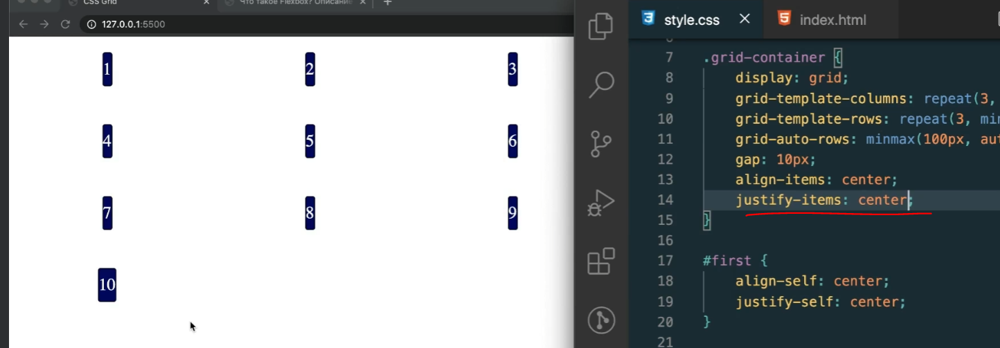 CSS Grid
Что такое Flexbox? Описание
127.0.0.1:5500
1 2 3
4 5 6
7 8 9
10
style.css
index.html
7 .grid-container {
8 display: grid;
9 grid-template-columns: repeat(3,
10 grid-template-rows: repeat(3,
11 grid-auto-rows: minmax(100px,
12 gap: 10px;
13 align-items: center;
14 justify-items: center;
15 }
16
17 #first {
18 align-self: center;
19 justify-self: center;
20 }
21